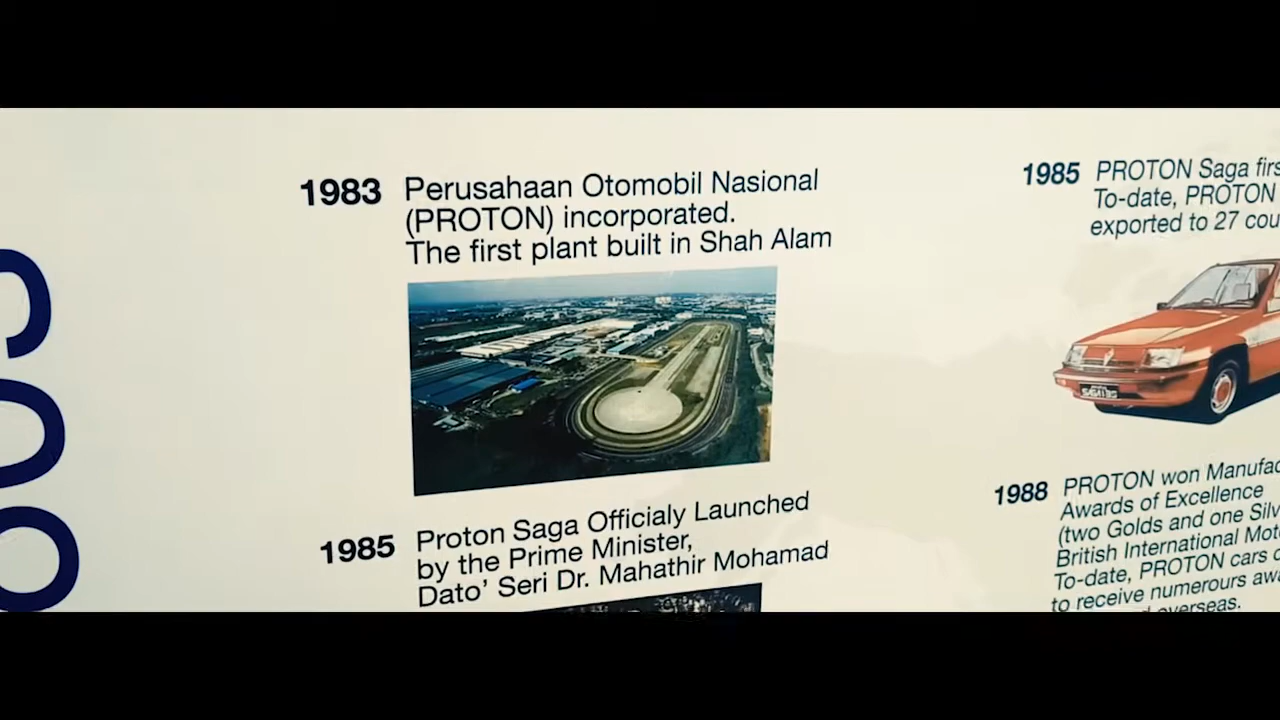 1983 Perusahaan Otomobil Nasional
(PROTON) incorporated.
The first plant built in Shah Alam
1985 Proton Saga Officialy Launched
by the Prime Minister,
Dato' Seri Dr. Mahathir Mohamad
1985 PROTON Saga
To-date, PROTON
exported to 27
1988 PROTON won
Awards of Excellence
(two Golds and one
British International
To-date, PROTON cars
to receive numerours
overseas.